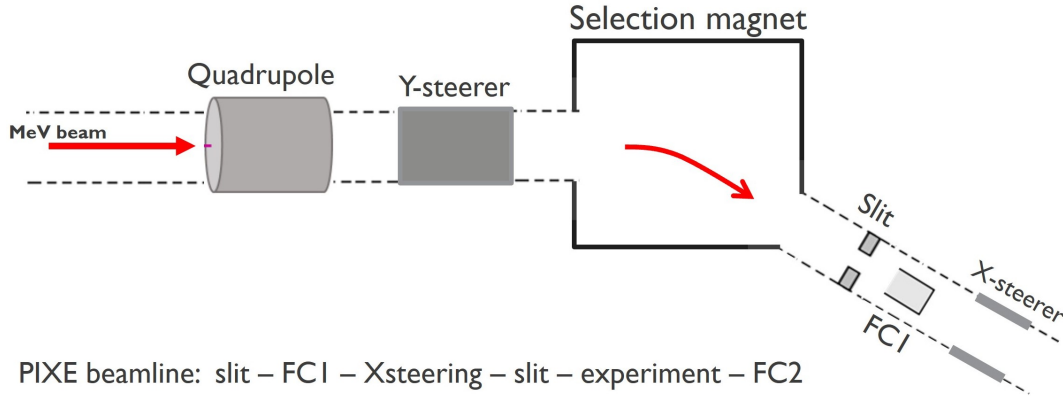 Selection magnet
Quadrupole
Y-steerer
MeV beam
Slit
X-steerer
FC1
PIXE beamline: slit – FC1 – Xsteering – slit – experiment – FC2